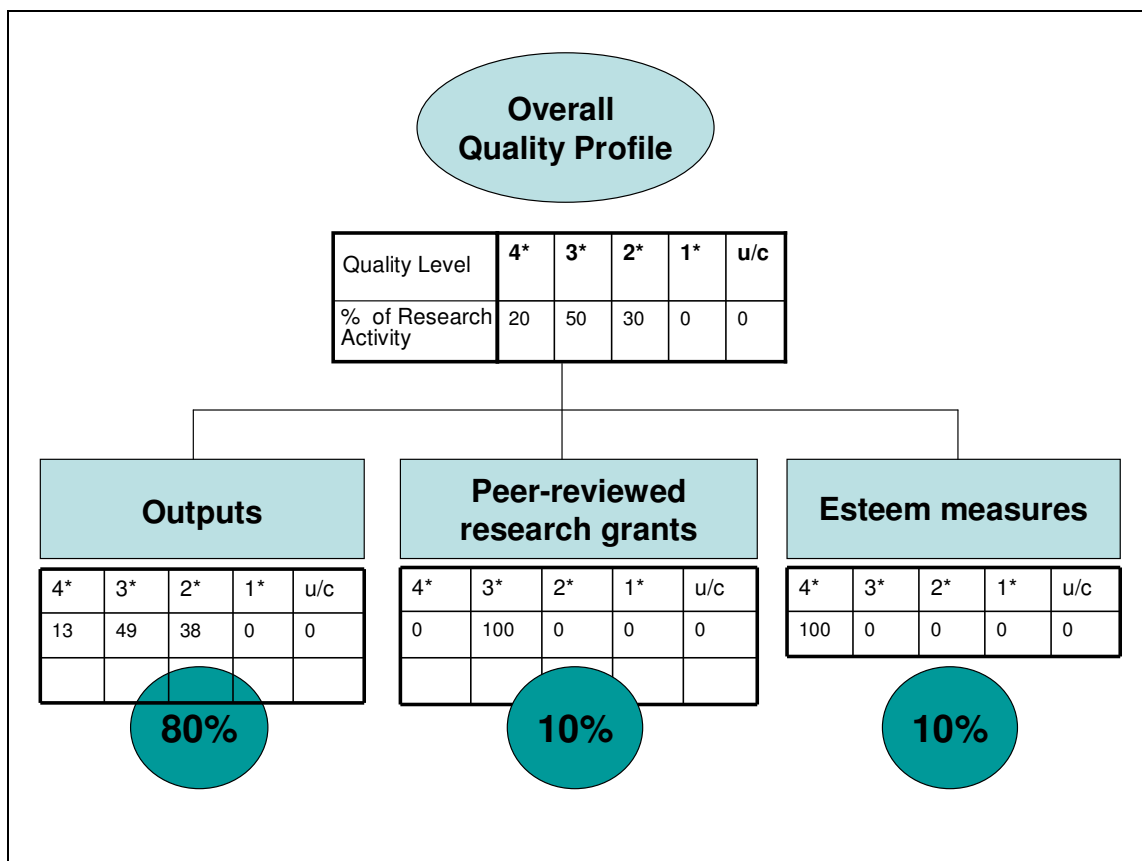 Overall
Quality Profile
Quality Level 4* 3* 2* 1* u/c
% of Research
Activity 20 50 30 0 0
Outputs
4* 3* 2* 1* u/c
13 49 38 0 0
80%
Peer-reviewed
research grants
4* 3* 2* 1* u/c
0 100 0 0 0
10%
Esteem measures
4* 3* 2* 1* u/c
100 0 0 0 0
10%